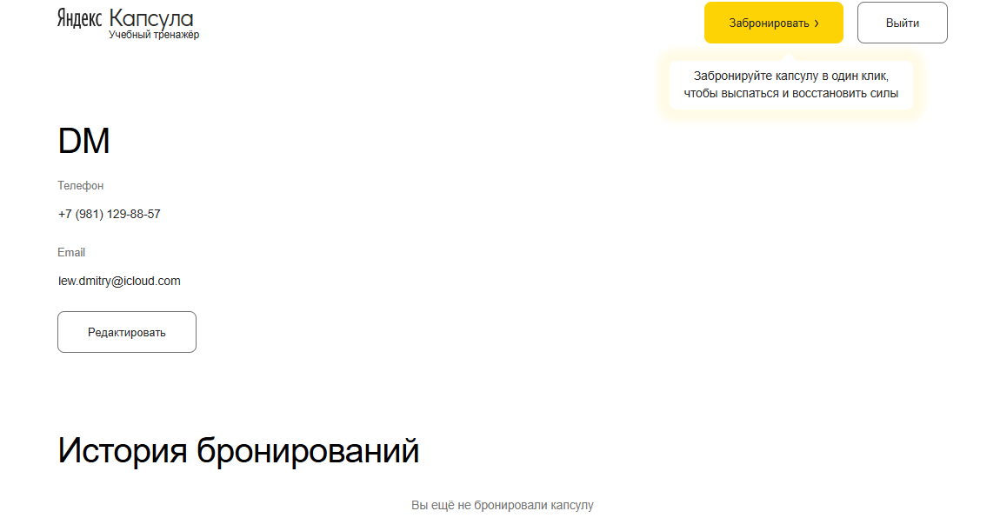 Яндекс Капсула
Учебный тренажёр
Забронировать ›
Выйти
Забронируйте капсулу в один клик,
чтобы выспаться и восстановить силы
DM
Телефон
+7 (981) 129-88-57
Email
lew.dmitry@icloud.com
Редактировать
История бронирований
Вы ещё не бронировали капсулу